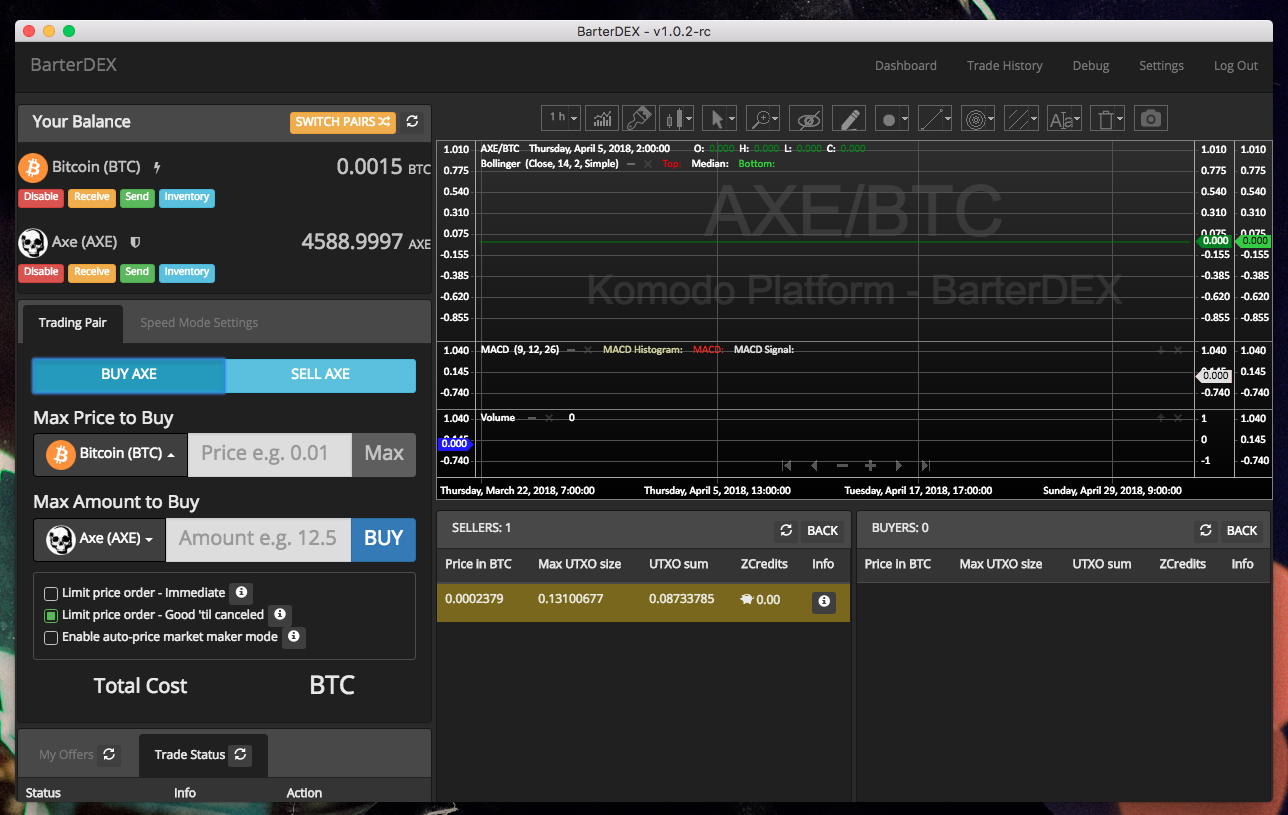 BarterDEX - v1.0.2-rc
BarterDEX
Dashboard
Trade History
Debug
Settings
Log Out
Your Balance
SWITCH PAIRS
Bitcoin (BTC)
0.0015 BTC
Disable
Receive
Send
Inventory
Axe (AXE)
4588.9997 AXE
Disable
Receive
Send
Inventory
Trading Pair
Speed Mode Settings
BUY AXE
SELL AXE
Max Price to Buy
Bitcoin (BTC)
Price e.g. 0.01
Max
Max Amount to Buy
Axe (AXE)
Amount e.g. 12.5
BUY
Limit price order - Immediate
Limit price order - Good 'til canceled
Enable auto-price market maker mode
Total Cost
BTC
My Offers
Trade Status
Status
Info
Action
1 h
AXE/BTC Thursday, April 5, 2018, 2:00:00 O: 0.000 H: 0.000 L: 0.000 C: 0.000
Bollinger (Close, 14, 2, Simple) Top: Median: Bottom:
AXE/BTC
Komodo Platform - BarterDEX
1.010 1.010 1.010
0.775 0.775 0.775
0.540 0.540 0.540
0.310 0.310 0.310
0.075 0.075 0.075
0.000 0.000
-0.155 -0.155 -0.155
-0.385 -0.385 -0.385
-0.620 -0.620 -0.620
-0.855 -0.855 -0.855
MACD (9, 12, 26) MACD Histogram: MACD: MACD Signal:
1.040 1.040 1.040
0.145 0.145
0.000
-0.740 -0.740 -0.740
Volume 0
1.040 1 1.040
0.000 0 0.145
-0.740 -1 -0.740
Thursday, March 22, 2018, 7:00:00
Thursday, April 5, 2018, 13:00:00
Tuesday, April 17, 2018, 17:00:00
Sunday, April 29, 2018, 9:00:00
SELLERS: 1
BACK
Price in BTC Max UTXO size UTXO sum ZCredits Info
0.0002379 0.13100677 0.08733785 0.00
BUYERS: 0
BACK
Price in BTC Max UTXO size UTXO sum ZCredits Info